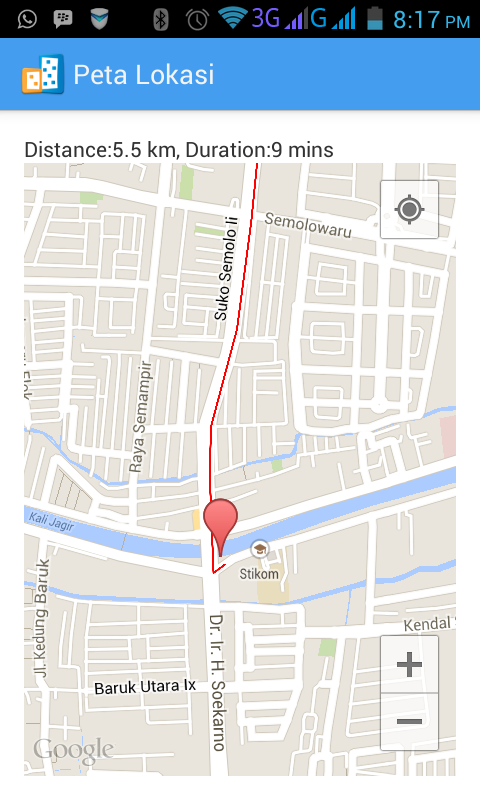 3G G 8:17 PM
Peta Lokasi
Distance:5.5 km, Duration:9 mins
Semolowaru
Suko Semolo Ii
Raya Semampir
Kali Jagir
Stikom
Jl. Kedung Baruk
Dr. Ir. H. Soekarno
Kendal
Baruk Utara Ix
Google